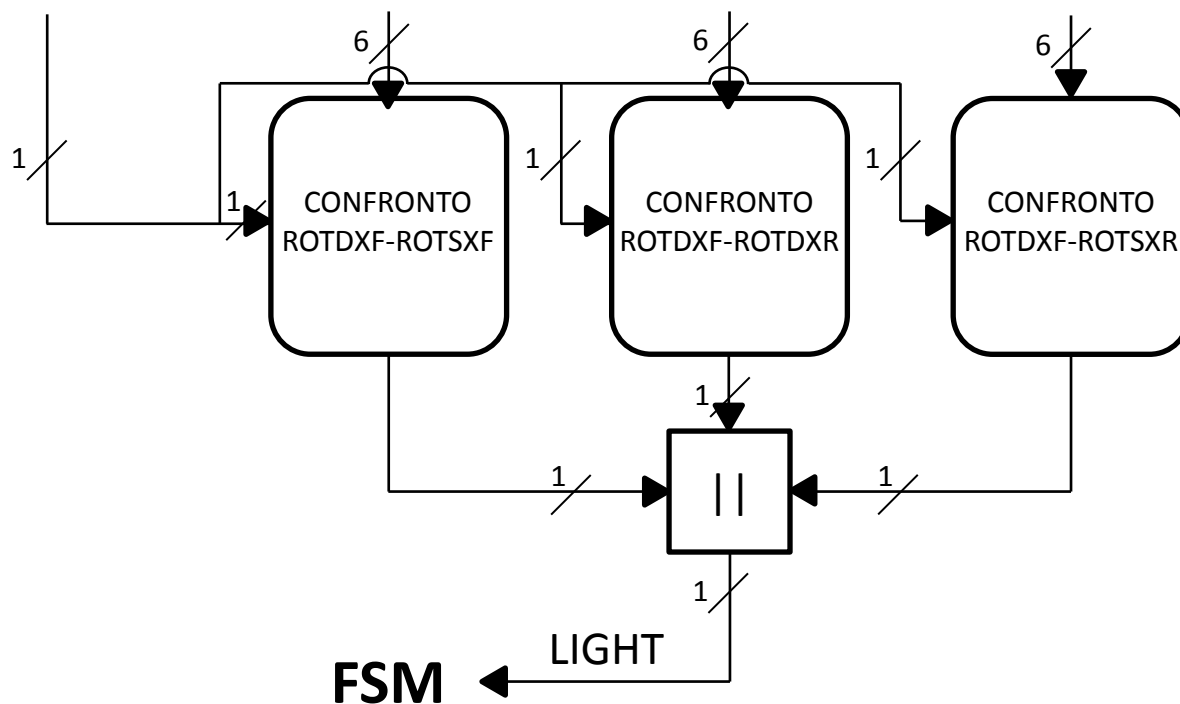 6
6
6
1
1
1
1
CONFRONTO
ROTDXF-ROTSXF
CONFRONTO
ROTDXF-ROTDXR
CONFRONTO
ROTDXF-ROTSXR
1
1
1
||
1
LIGHT
FSM